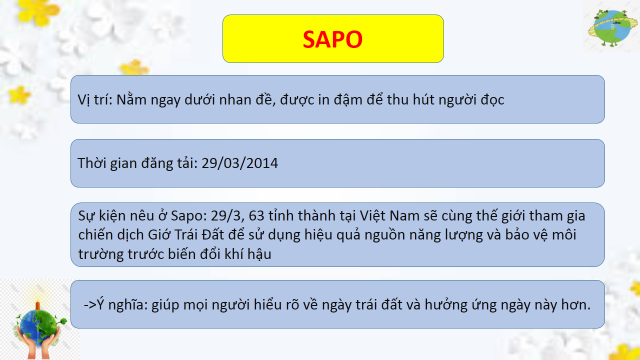 SAPO
Vị trí: Nằm ngay dưới nhan đề, được in đậm để thu hút người đọc
Thời gian đăng tải: 29/03/2014
Sự kiện nêu ở Sapo: 29/3, 63 tỉnh thành tại Việt Nam sẽ cùng thế giới tham gia
chiến dịch Giớ Trái Đất để sử dụng hiệu quả nguồn năng lượng và bảo vệ môi
trường trước biến đổi khí hậu
->Ý nghĩa: giúp mọi người hiểu rõ về ngày trái đất và hưởng ứng ngày này hơn.